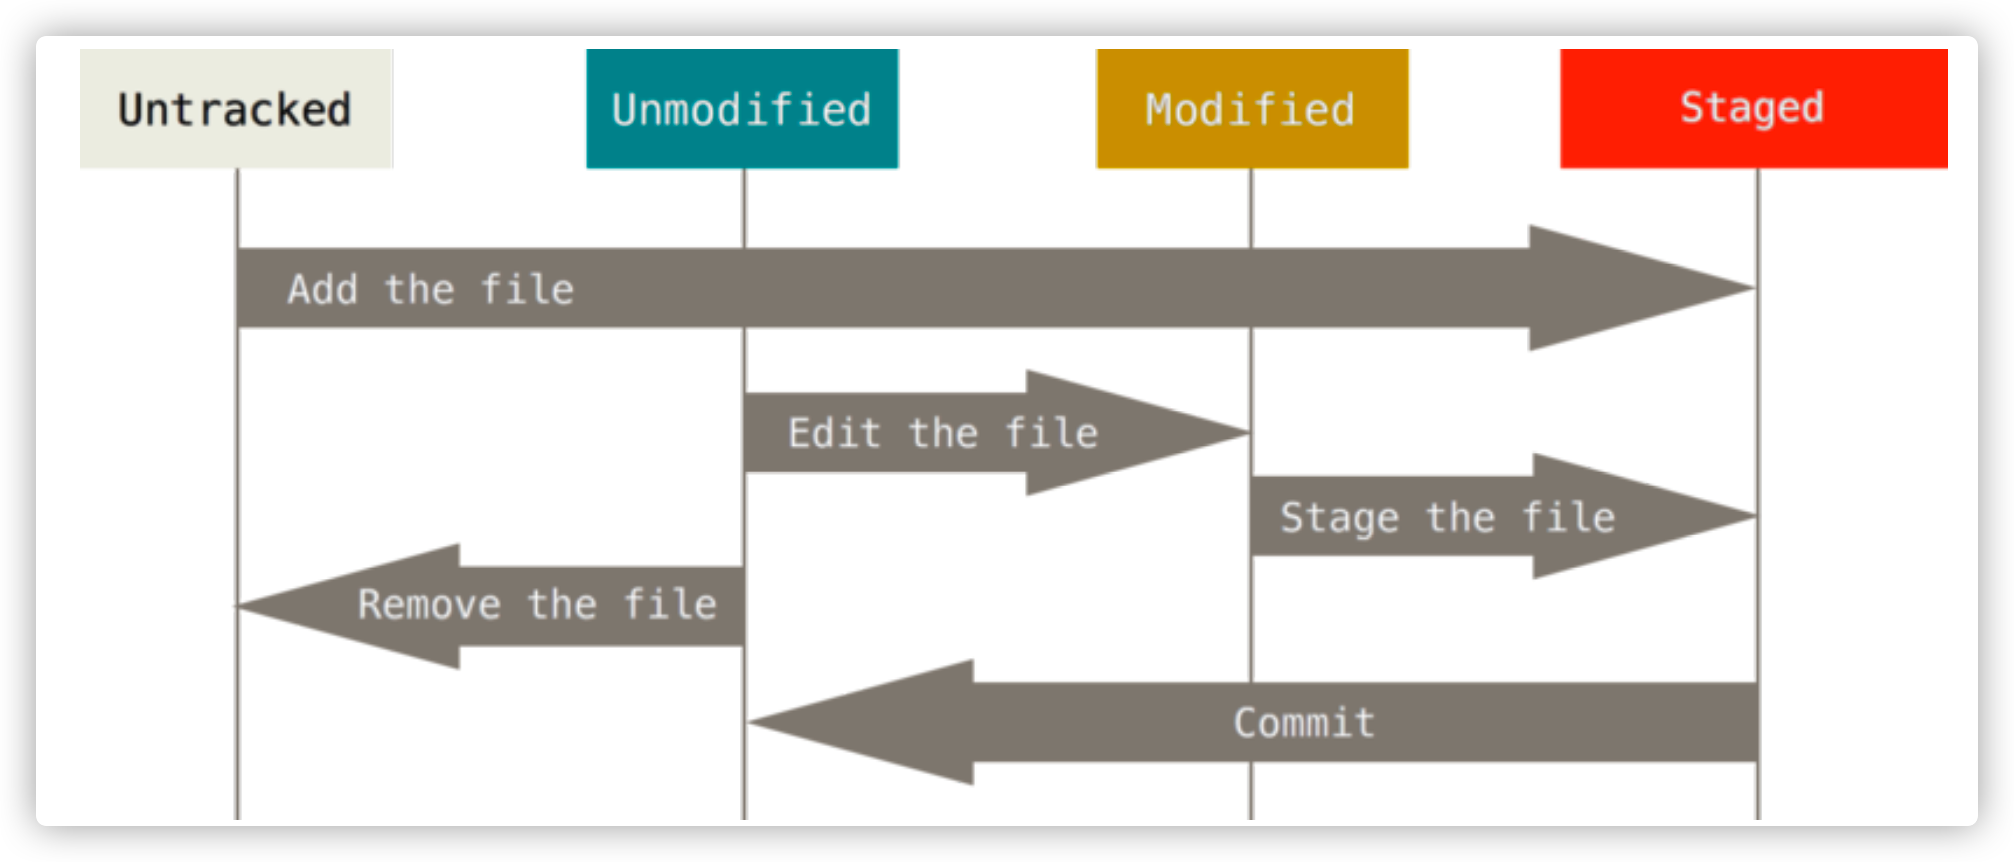 Untracked
Unmodified
Modified
Staged
Add the file
Edit the file
Stage the file
Remove the file
Commit